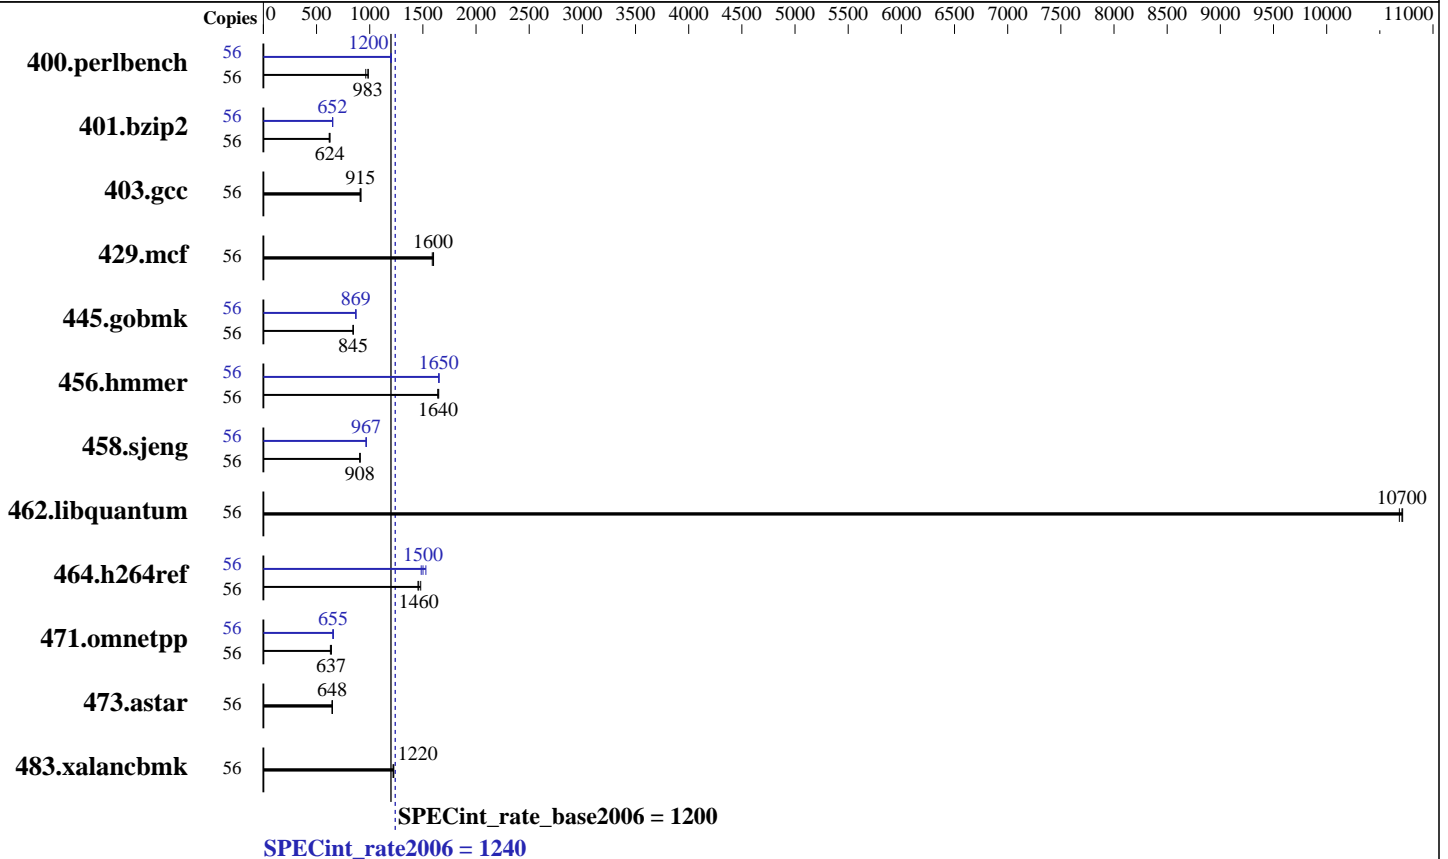 Copies 0 500 1000 1500 2000 2500 3000 3500 4000 4500 5000 5500 6000 6500 7000 7500 8000 8500 9000 9500 10000 11000
1200
400.perlbench 56
56
983
652
401.bzip2 56
56
624
915
403.gcc 56
1600
429.mcf 56
869
445.gobmk 56
56
845
1650
456.hmmer 56
56
1640
967
458.sjeng 56
56
908
10700
462.libquantum 56
1500
464.h264ref 56
56
1460
655
471.omnetpp 56
56
637
648
473.astar 56
1220
483.xalancbmk 56
SPECint_rate_base2006 = 1200
SPECint_rate2006 = 1240